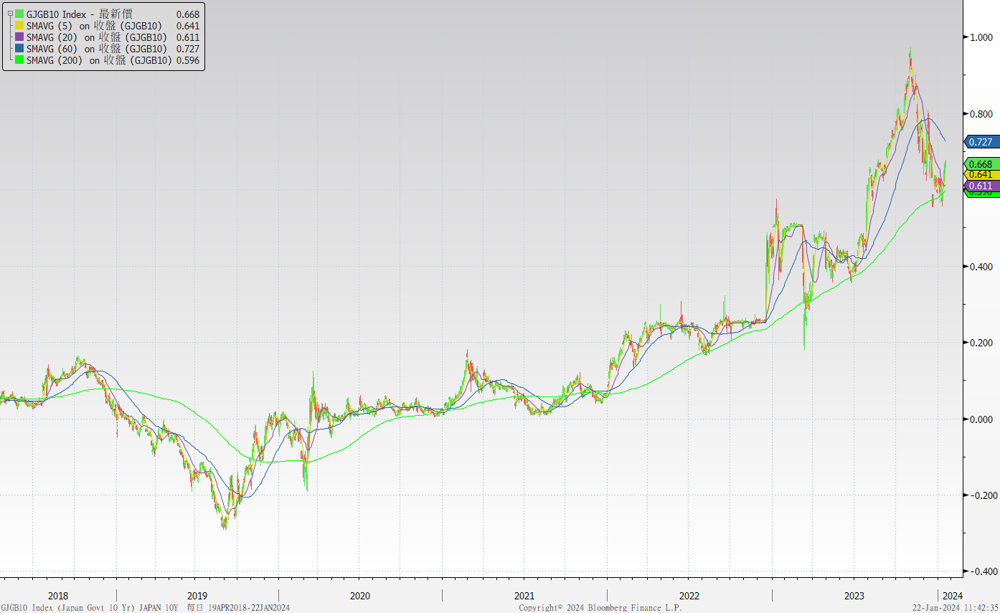 GJGB10 Index - 最新價 0.668
SMAVG (5) on 收盤 (GJGB10) 0.641
SMAVG (20) on 收盤 (GJGB10) 0.611
SMAVG (60) on 收盤 (GJGB10) 0.727
SMAVG (200) on 收盤 (GJGB10) 0.596
1.000
0.800
0.727
0.668
0.641
0.611
0.596
0.400
0.200
0.000
-0.200
-0.400
2018 2019 2020 2021 2022 2023 2024
GJGB10 Index (Japan Govt 10 Yr) JAPAN 10Y 每日 19APR2018-22JAN2024 Copyright© 2024 Bloomberg Finance L.P. 22-Jan-2024 11:42:35